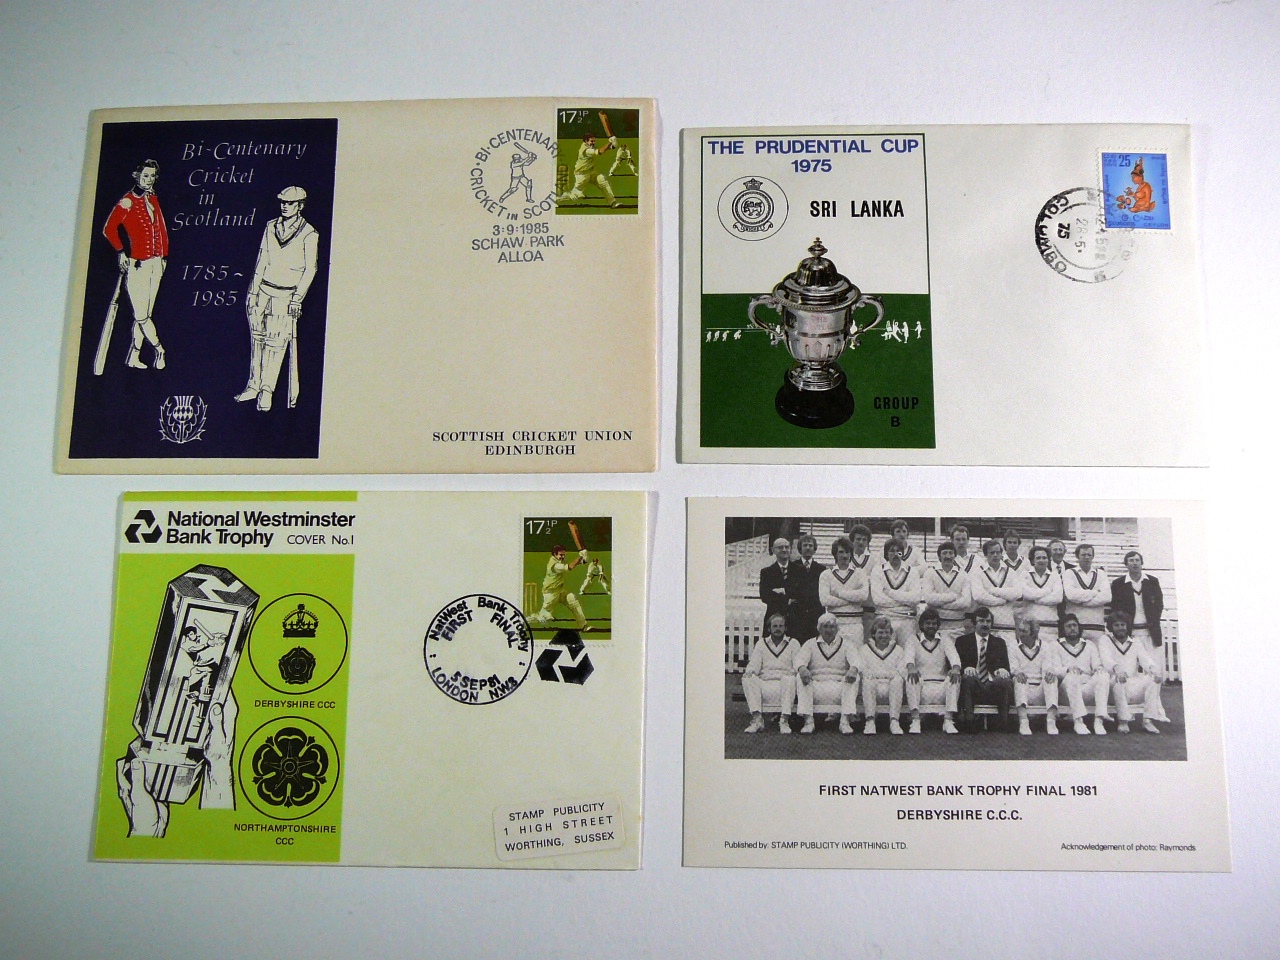 Bi-Centenary
Cricket
in
Scotland
1785~
1985
BI-CENTENARY
CRICKET IN SCOTLAND
3·9·1985
SCHAW PARK
ALLOA
17½P
SCOTTISH CRICKET UNION
EDINBURGH
THE PRUDENTIAL CUP
1975
SRI LANKA
GROUP
B
25
COLOMBO
28·5·
75
National Westminster
Bank Trophy COVER No.1
DERBYSHIRE CCC
NORTHAMPTONSHIRE
CCC
17½P
NatWest Bank Trophy
FIRST FINAL
5 SEP 81
LONDON N.W.3
STAMP PUBLICITY
1 HIGH STREET
WORTHING, SUSSEX
FIRST NATWEST BANK TROPHY FINAL 1981
DERBYSHIRE C.C.C.
Published by: STAMP PUBLICITY (WORTHING) LTD.
Acknowledgement of photo: Raymonds